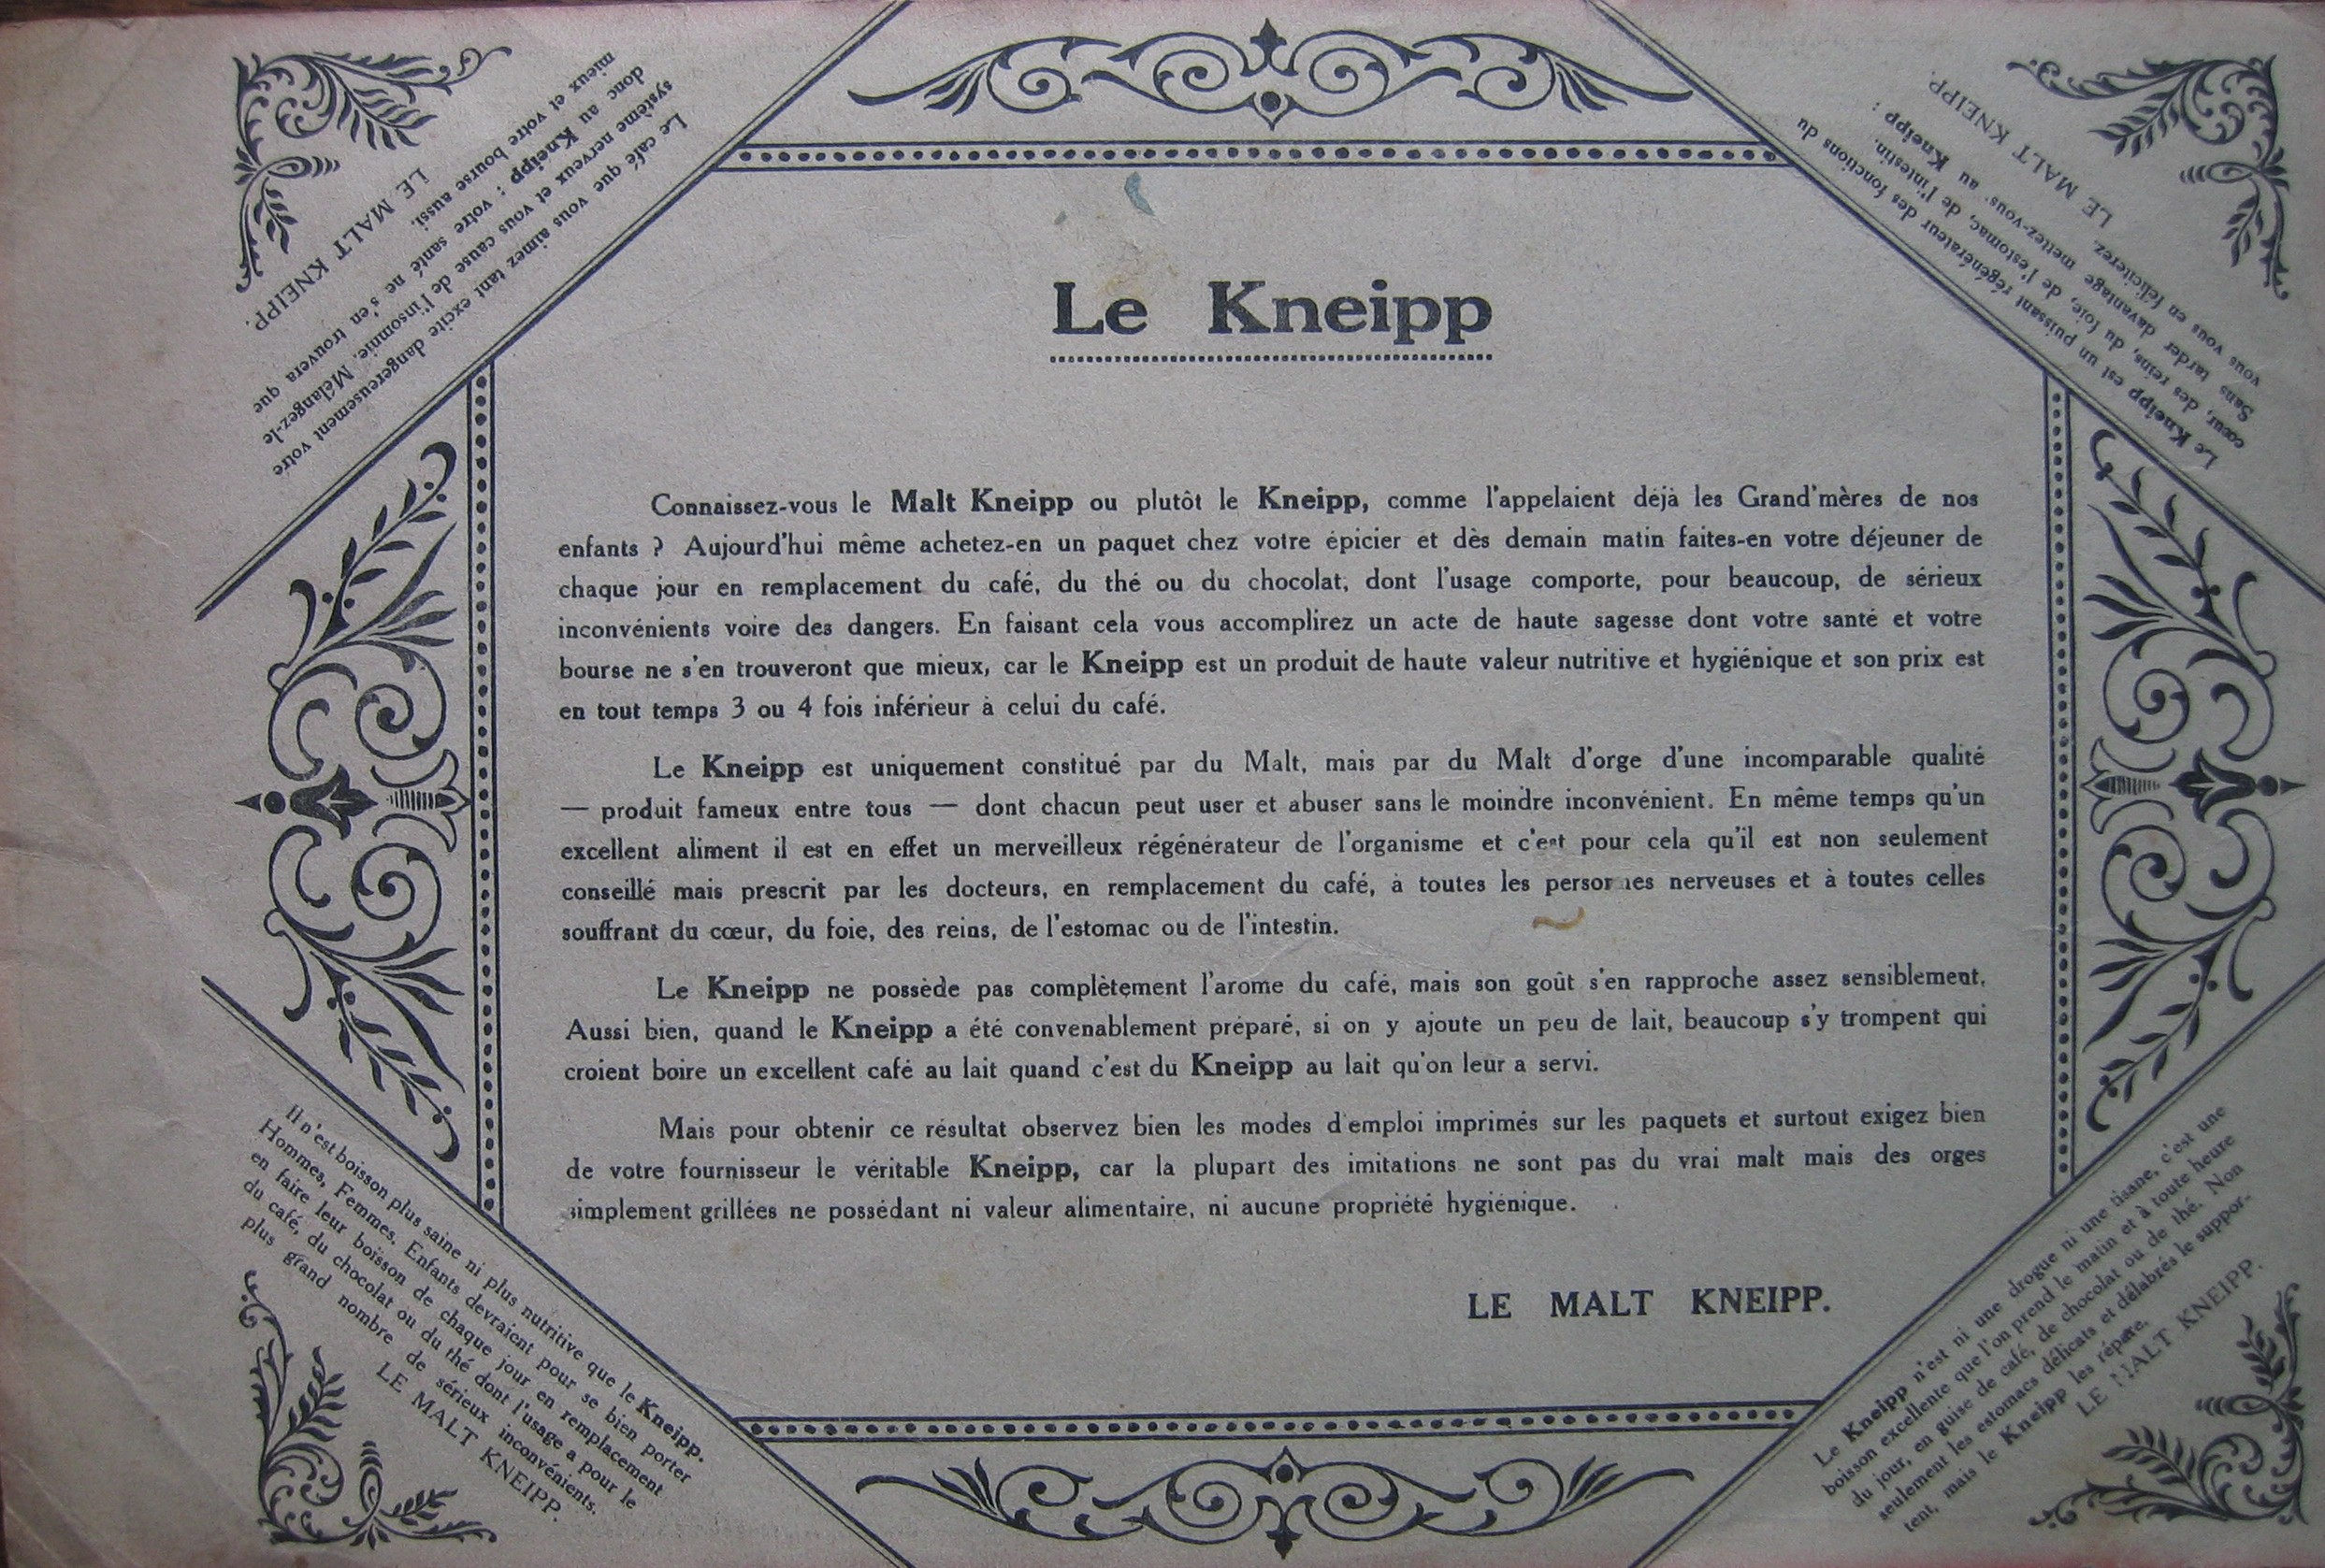 Le café que vous aimez tant excite dangereusement votre
système nerveux et vous cause de l'insomnie. Mélangez-le
donc au Kneipp : votre santé ne s'en trouvera que
mieux et votre bourse aussi.
LE MALT KNEIPP.
Le Kneipp est un puissant régénérateur des fonctions du
cœur, des reins, du foie, de l'estomac, de l'intestin.
Sans tarder davantage mettez-vous au Kneipp :
vous vous en féliciterez.
LE MALT KNEIPP.
Le Kneipp
Connaissez-vous le Malt Kneipp ou plutôt le Kneipp, comme l'appelaient déjà les Grand'mères de nos
enfants ? Aujourd'hui même achetez-en un paquet chez votre épicier et dès demain matin faites-en votre déjeuner de
chaque jour en remplacement du café, du thé ou du chocolat, dont l'usage comporte, pour beaucoup, de sérieux
inconvénients voire des dangers. En faisant cela vous accomplirez un acte de haute sagesse dont votre santé et votre
bourse ne s'en trouveront que mieux, car le Kneipp est un produit de haute valeur nutritive et hygiénique et son prix est
en tout temps 3 ou 4 fois inférieur à celui du café.
Le Kneipp est uniquement constitué par du Malt, mais par du Malt d'orge d'une incomparable qualité
— produit fameux entre tous — dont chacun peut user et abuser sans le moindre inconvénient. En même temps qu'un
excellent aliment il est en effet un merveilleux régénérateur de l'organisme et c'est pour cela qu'il est non seulement
conseillé mais prescrit par les docteurs, en remplacement du café, à toutes les personnes nerveuses et à toutes celles
souffrant du cœur, du foie, des reins, de l'estomac ou de l'intestin.
Le Kneipp ne possède pas complètement l'arome du café, mais son goût s'en rapproche assez sensiblement.
Aussi bien, quand le Kneipp a été convenablement préparé, si on y ajoute un peu de lait, beaucoup s'y trompent qui
croient boire un excellent café au lait quand c'est du Kneipp au lait qu'on leur a servi.
Mais pour obtenir ce résultat observez bien les modes d'emploi imprimés sur les paquets et surtout exigez bien
de votre fournisseur le véritable Kneipp, car la plupart des imitations ne sont pas du vrai malt mais des orges
simplement grillées ne possédant ni valeur alimentaire, ni aucune propriété hygiénique.
LE MALT KNEIPP.
Il n'est boisson plus saine ni plus nutritive que le Kneipp.
Hommes, Femmes, Enfants devraient pour se bien porter
en faire leur boisson de chaque jour en remplacement
du café, du chocolat ou du thé dont l'usage a pour le
plus grand nombre de sérieux inconvénients.
LE MALT KNEIPP.
Le Kneipp n'est ni une drogue ni une tisane, c'est une
boisson excellente que l'on prend le matin et à toute heure
du jour, en guise de café, de chocolat ou de thé. Non
seulement les estomacs délicats et délabrés le suppor-
tent, mais le Kneipp les répare.
LE MALT KNEIPP.